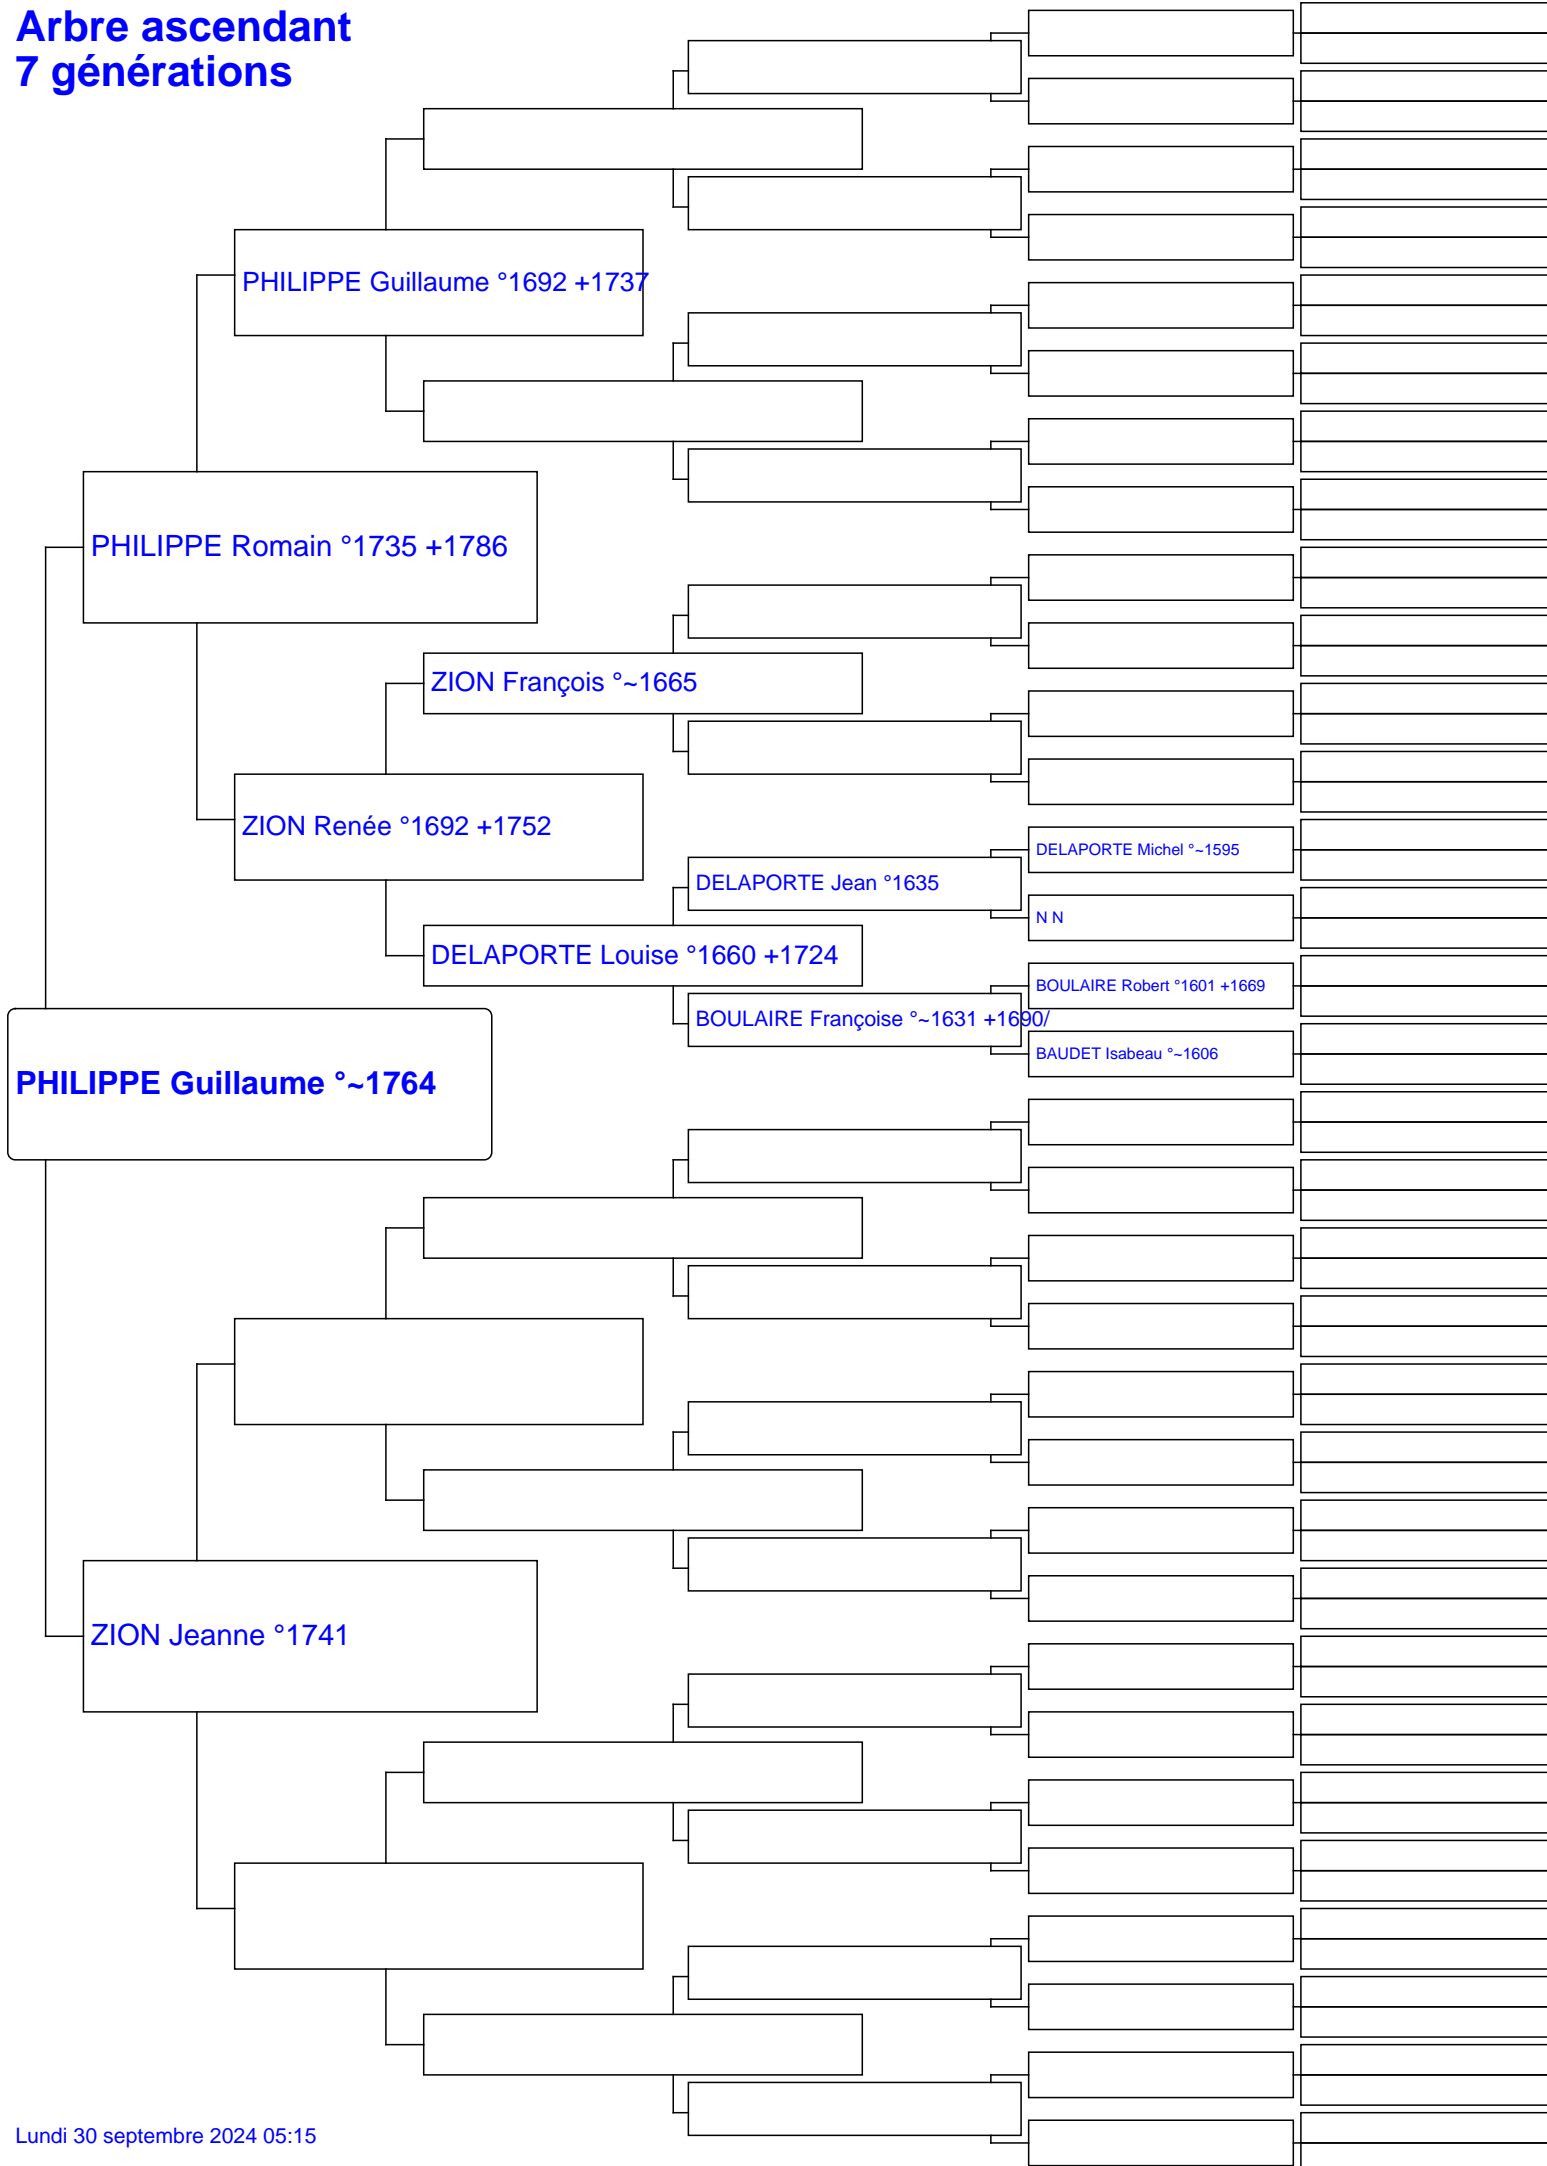 Arbre ascendant
7 générations
PHILIPPE Guillaume °1692 +1737
PHILIPPE Romain °1735 +1786
ZION François °~1665
ZION Renée °1692 +1752
DELAPORTE Michel °~1595
DELAPORTE Jean °1635
N N
DELAPORTE Louise °1660 +1724
BOULAIRE Robert °1601 +1669
BOULAIRE Françoise °~1631 +1690/
BAUDET Isabeau °~1606
PHILIPPE Guillaume °~1764
ZION Jeanne °1741
Lundi 30 septembre 2024 05:15